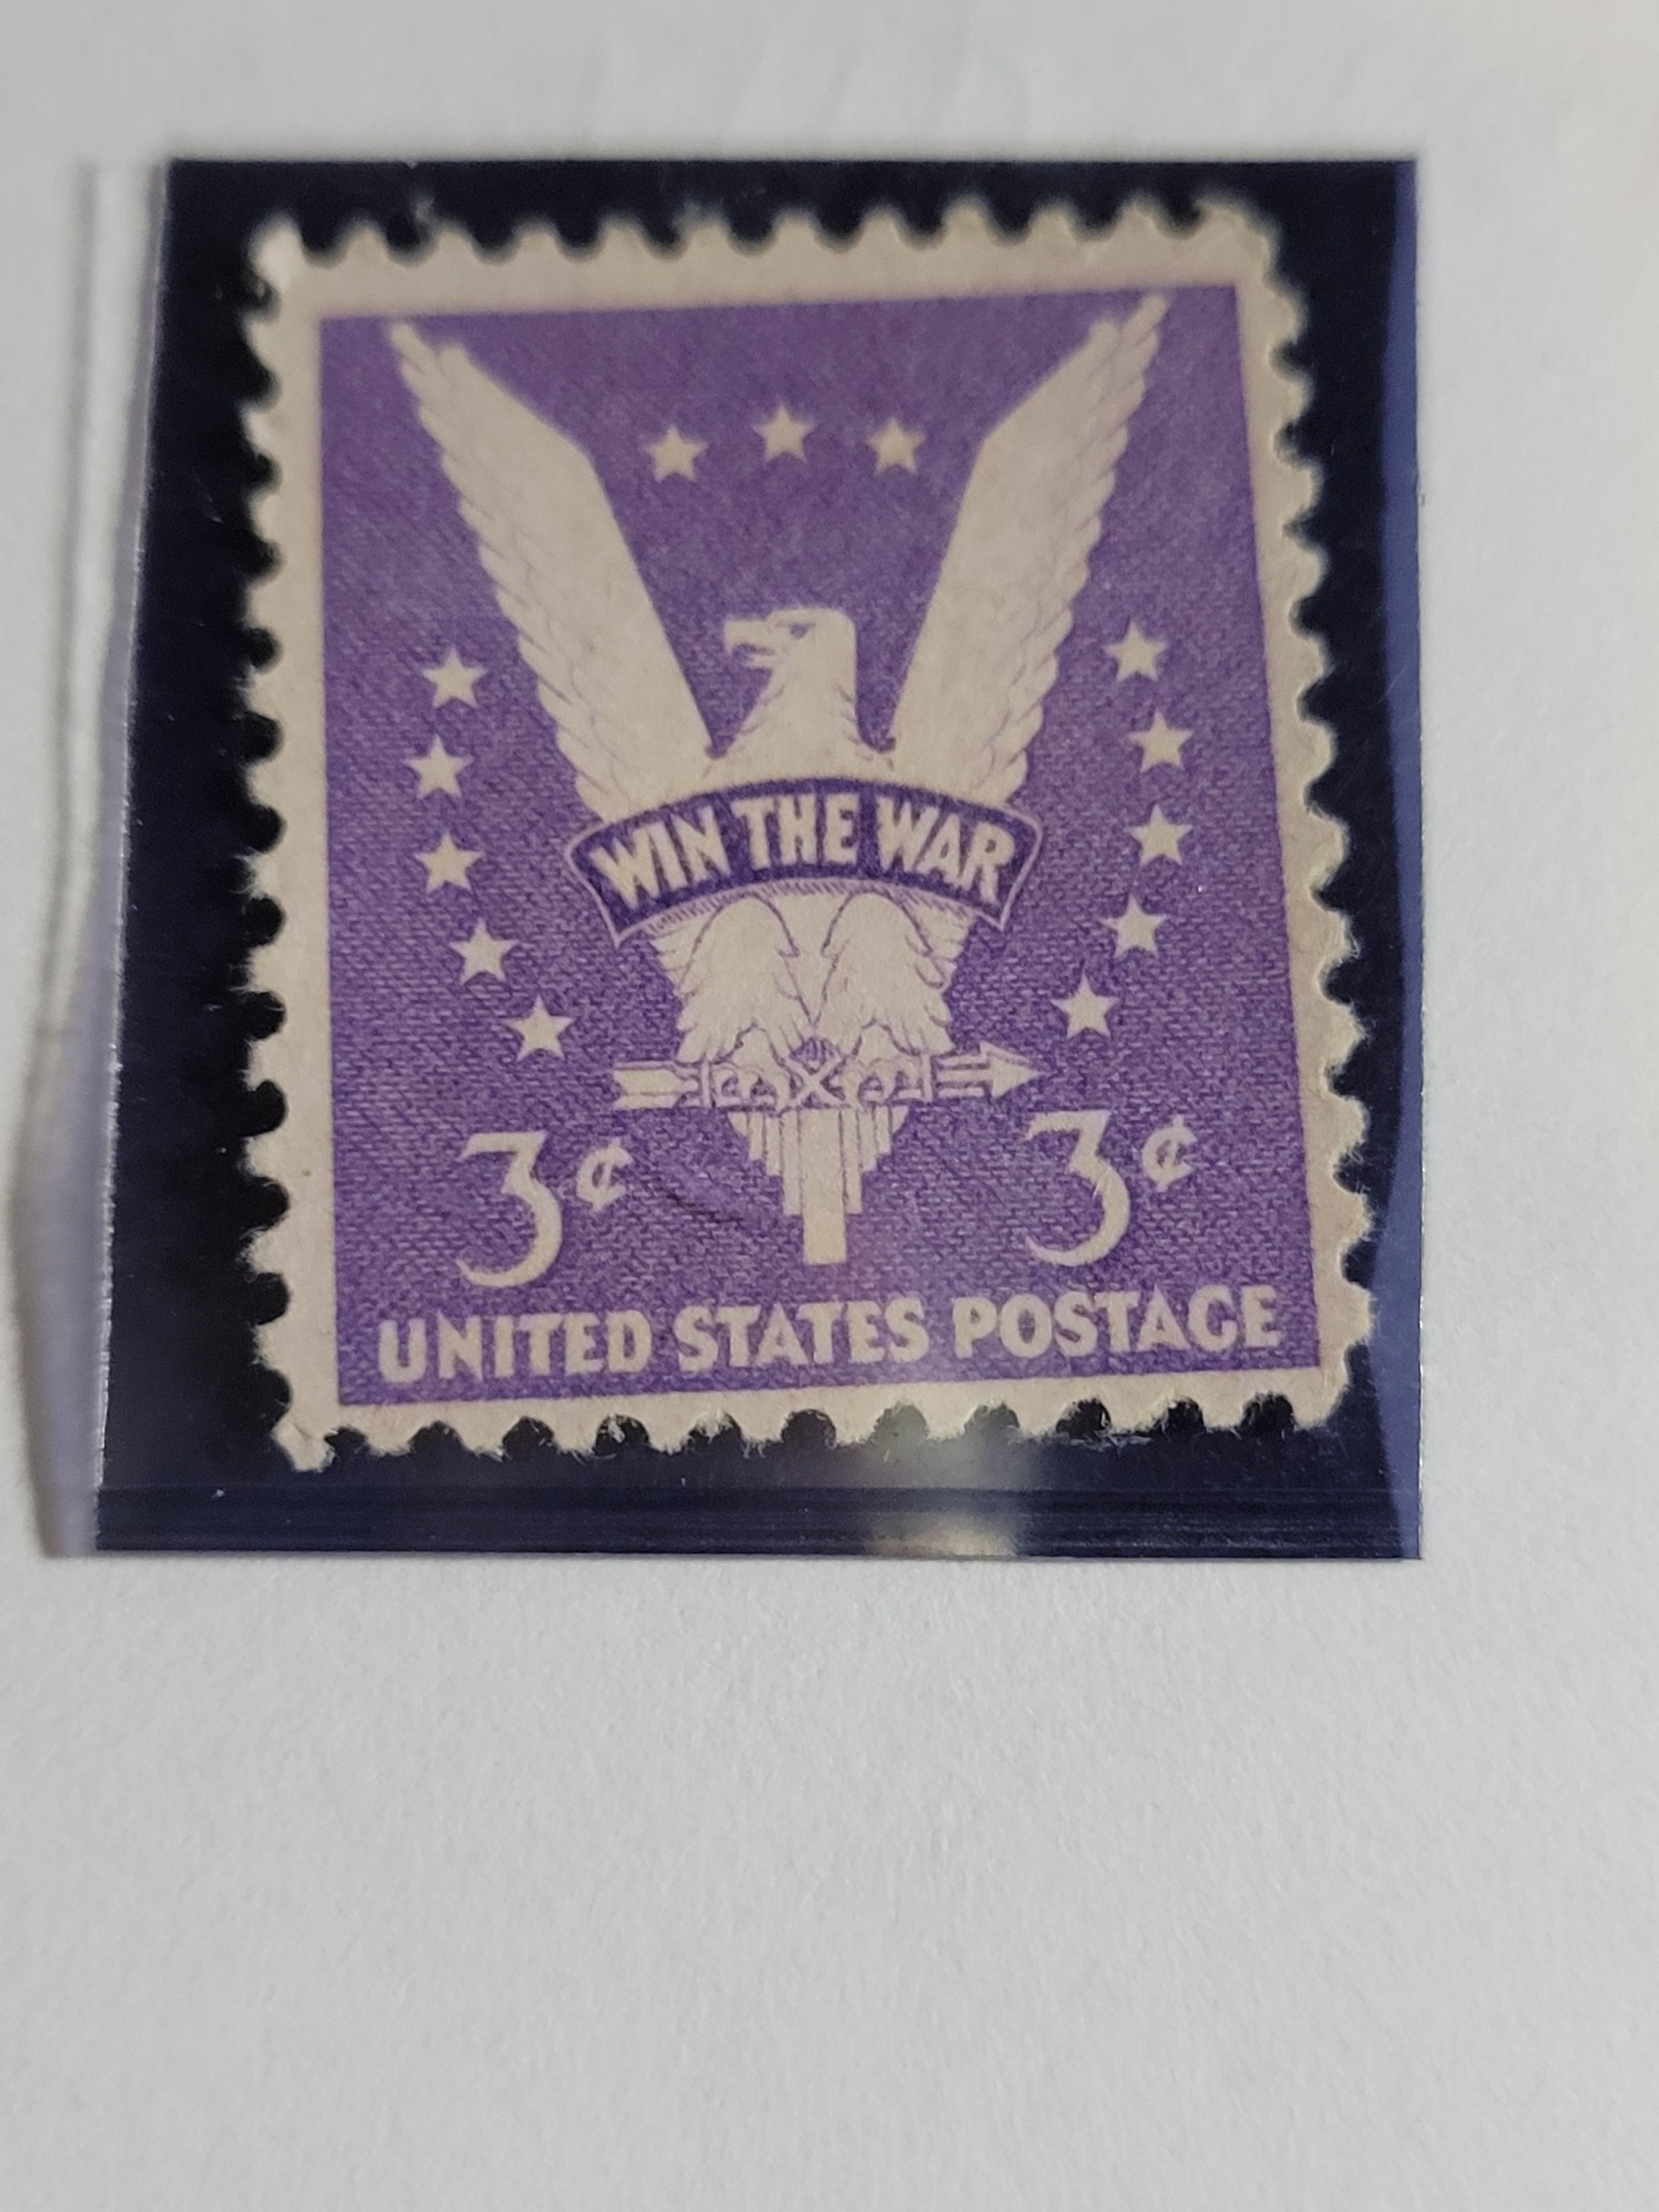 WIN THE WAR
3¢ 3¢
UNITED STATES POSTAGE